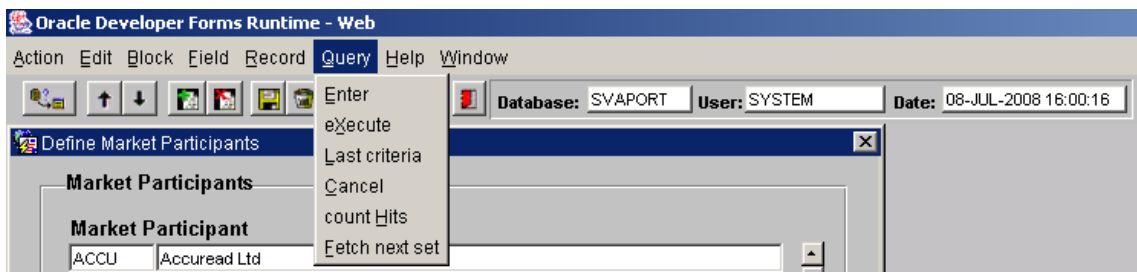 Oracle Developer Forms Runtime - Web
Action Edit Block Field Record Query Help Window
Database: SVAPORT User: SYSTEM Date: 08-JUL-2008 16:00:16
Enter
eXecute
Last criteria
Cancel
count Hits
Fetch next set
Define Market Participants
Market Participants
Market Participant
ACCU Accuread Ltd